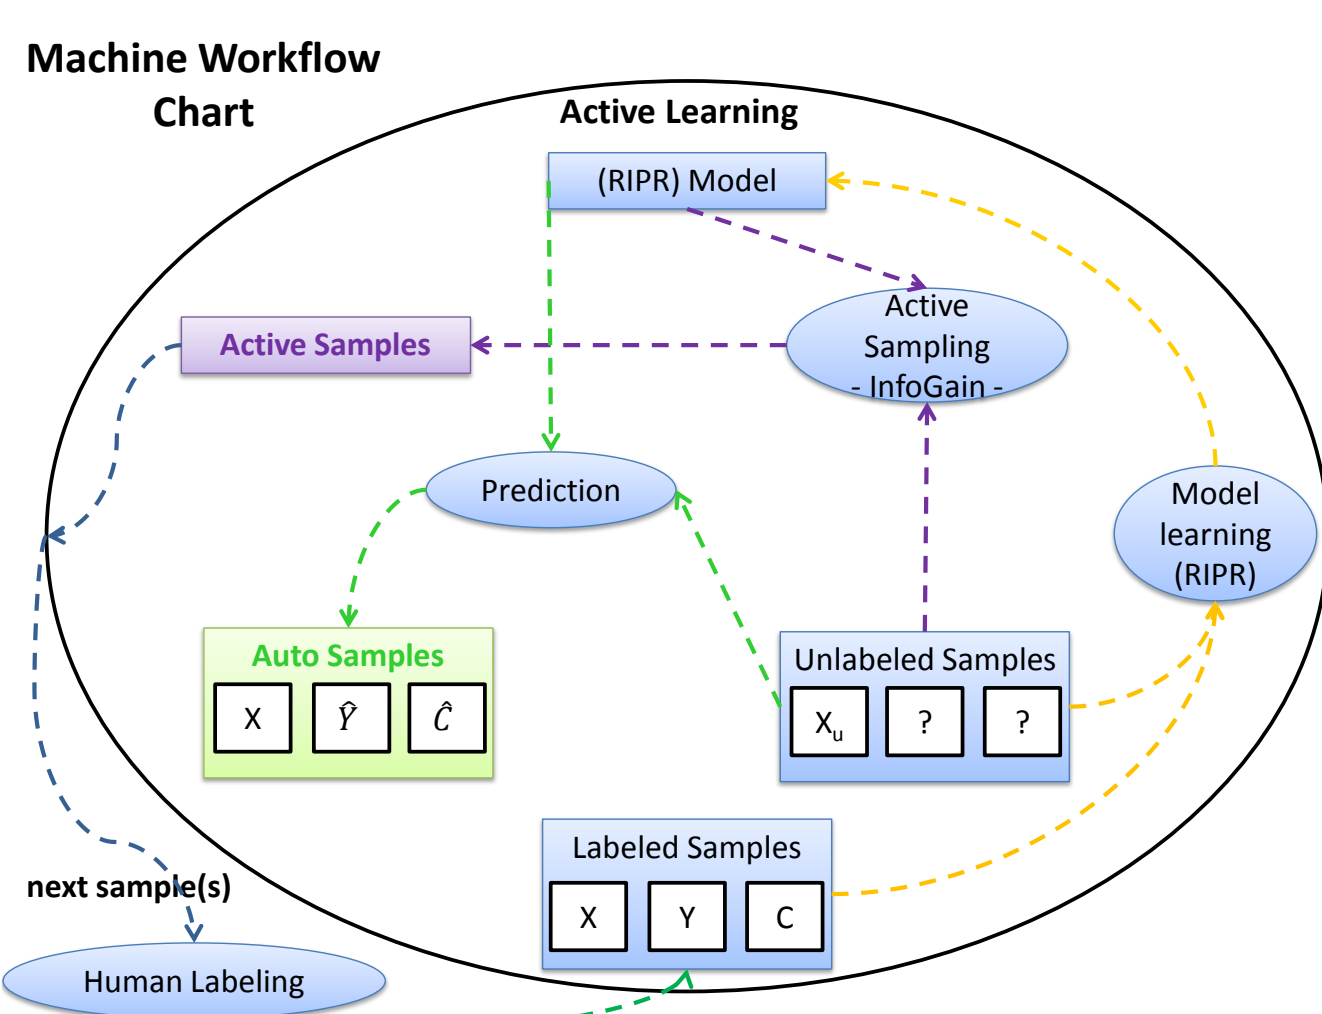 Machine Workflow
Chart
Active Learning
(RIPR) Model
Active
Sampling
- InfoGain -
Active Samples
Prediction
Model
learning
(RIPR)
Auto Samples
X Ŷ Ĉ
Unlabeled Samples
Xu ? ?
Labeled Samples
X Y C
next sample(s)
Human Labeling